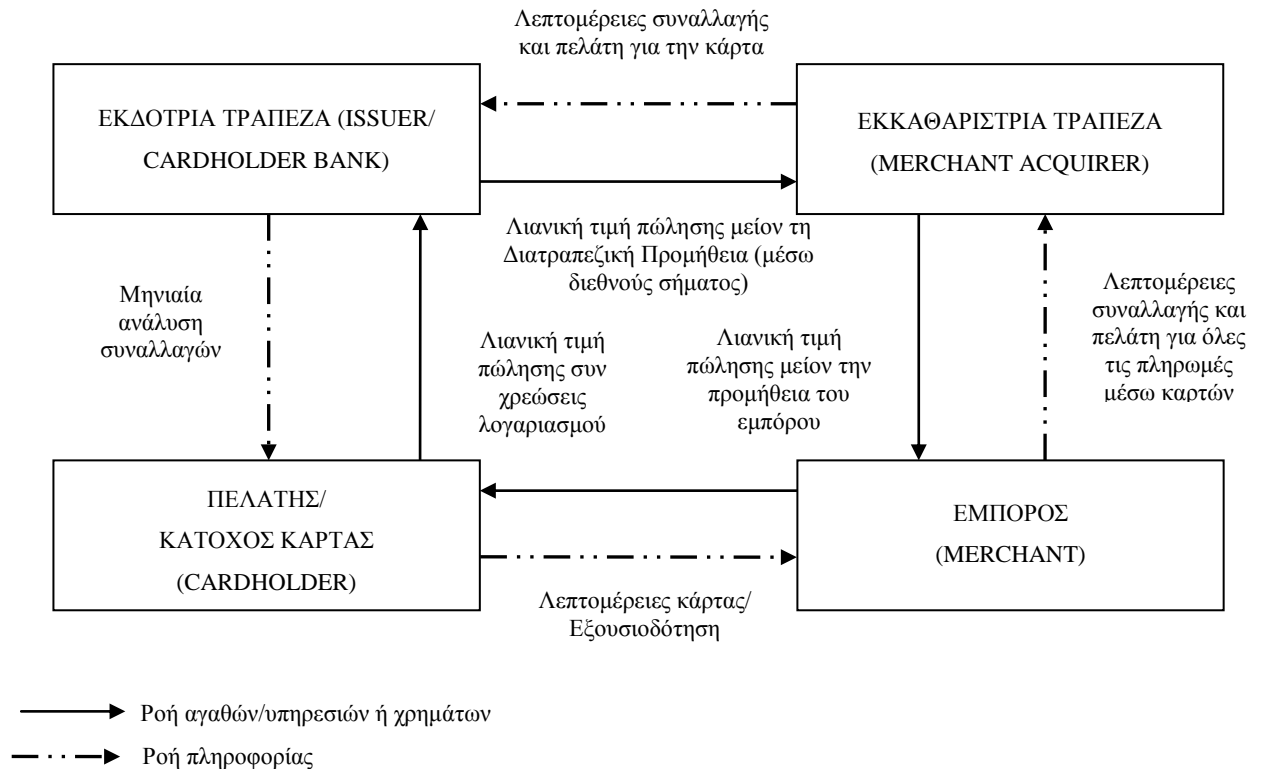 Λεπτομέρειες συναλλαγής
και πελάτη για την κάρτα
ΕΚΔΟΤΡΙΑ ΤΡΑΠΕΖΑ (ISSUER/
CARDHOLDER BANK)
ΕΚΚΑΘΑΡΙΣΤΡΙΑ ΤΡΑΠΕΖΑ
(MERCHANT ACQUIRER)
Λιανική τιμή πώλησης μείον τη
Διατραπεζική Προμήθεια (μέσω
διεθνούς σήματος)
Μηνιαία
ανάλυση
συναλλαγών
Λιανική τιμή
πώλησης συν
χρεώσεις
λογαριασμού
Λιανική τιμή
πώλησης μείον την
προμήθεια του
εμπόρου
Λεπτομέρειες
συναλλαγής και
πελάτη για όλες
τις πληρωμές
μέσω καρτών
ΠΕΛΑΤΗΣ/
ΚΑΤΟΧΟΣ ΚΑΡΤΑΣ
(CARDHOLDER)
ΕΜΠΟΡΟΣ
(MERCHANT)
Λεπτομέρειες κάρτας/
Εξουσιοδότηση
Ροή αγαθών/υπηρεσιών ή χρημάτων
Ροή πληροφορίας